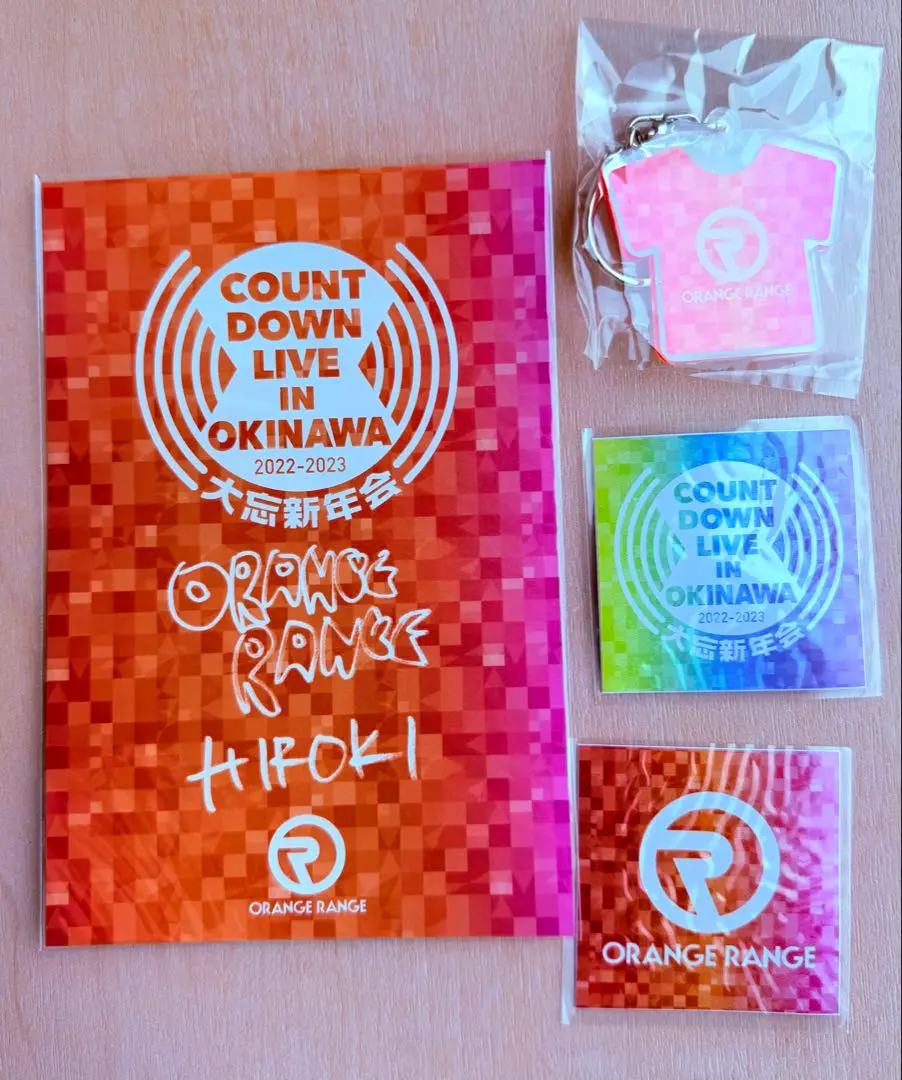 COUNT
DOWN
LIVE
IN
OKINAWA
2022-2023
大忘新年会
ORANGE
RANGE
HIROKI
R
ORANGE RANGE
R
ORANGE RANGE
COUNT
DOWN
LIVE
IN
OKINAWA
2022-2023
大忘新年会
R
ORANGE RANGE